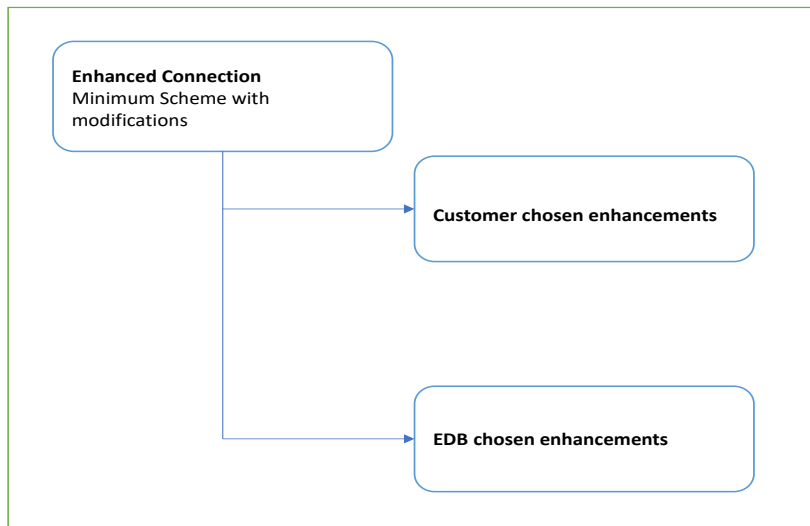 Enhanced Connection
Minimum Scheme with
modifications
Customer chosen enhancements
EDB chosen enhancements